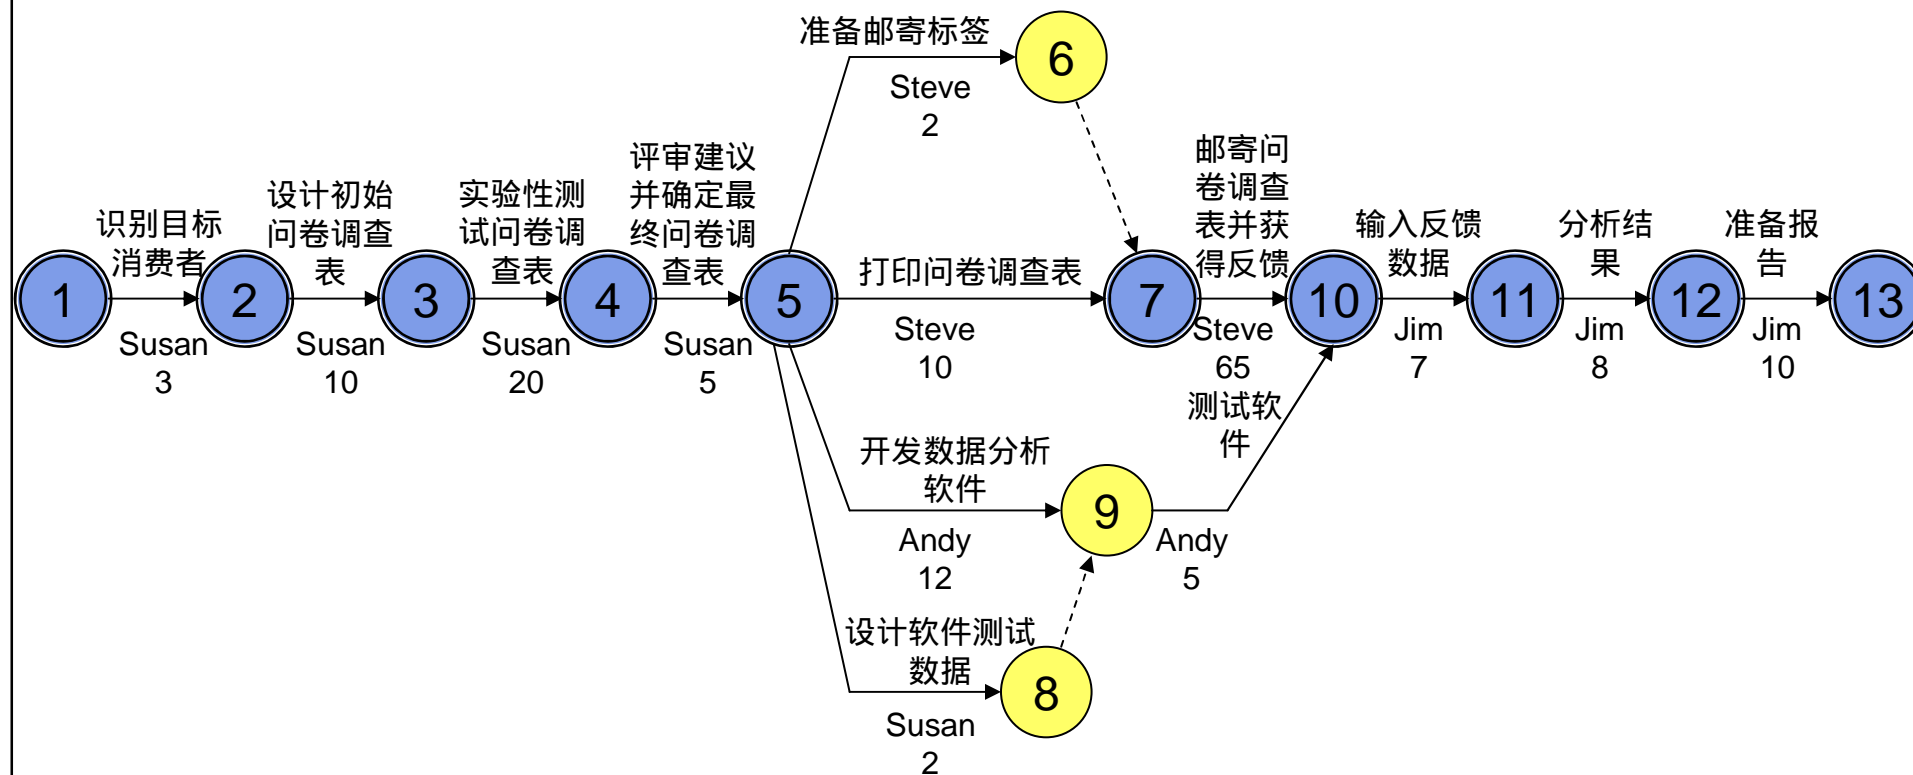 准备邮寄标签
6
Steve
2
评审建议
并确定最
终问卷调
查表
邮寄问
卷调查
表并获
得反馈
设计初始
问卷调查
表
实验性测
试问卷调
查表
识别目标
消费者
打印问卷调查表
输入反馈
数据
分析结
果
准备报
告
1
2
3
4
5
7
10
11
12
13
Susan
3
Susan
10
Susan
20
Susan
5
Steve
10
Steve
65
Jim
7
Jim
8
Jim
10
测试软
件
开发数据分析
软件
9
Andy
12
Andy
5
设计软件测试
数据
8
Susan
2